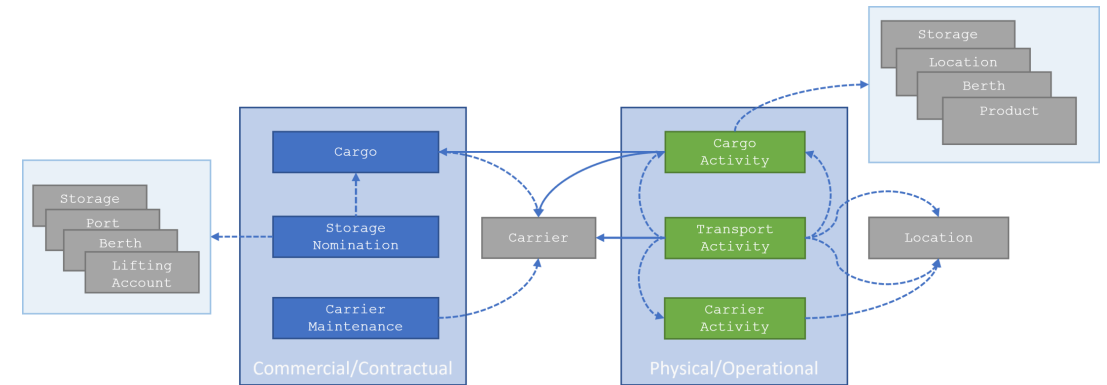 Storage
Location
Berth
Product
Cargo
Cargo
Activity
Storage
Port
Berth
Lifting
Account
Storage
Nomination
Carrier
Transport
Activity
Location
Carrier
Maintenance
Carrier
Activity
Commercial/Contractual
Physical/Operational